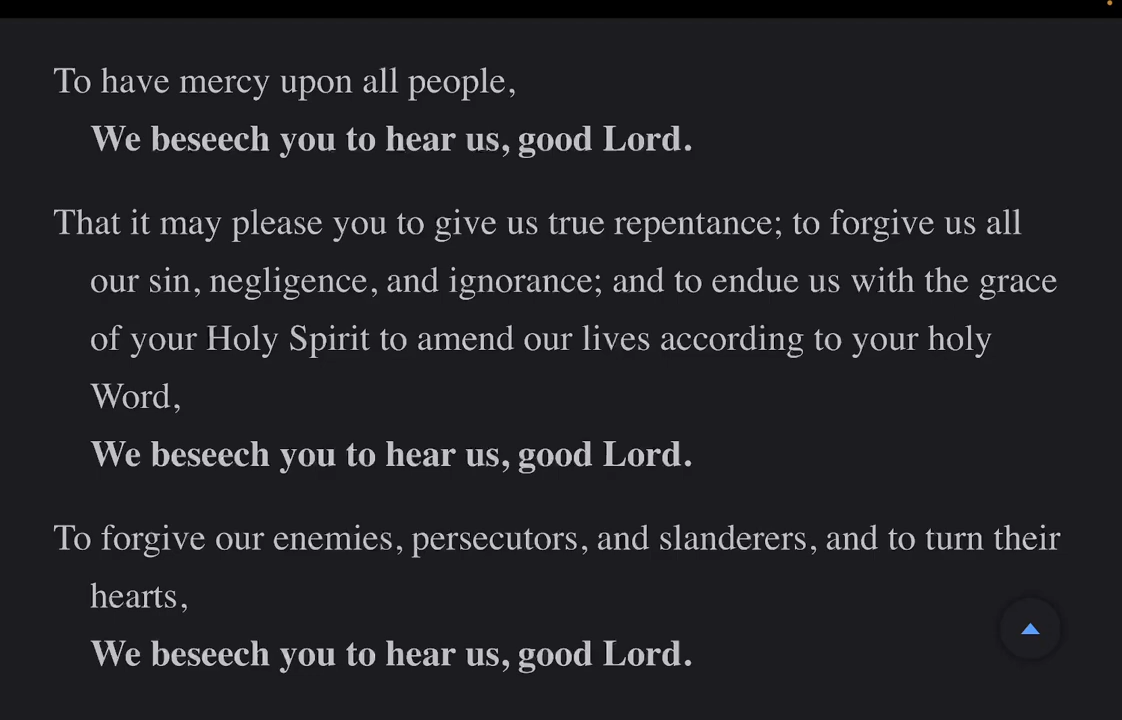 To have mercy upon all people,
We beseech you to hear us, good Lord.
That it may please you to give us true repentance; to forgive us all
our sin, negligence, and ignorance; and to endue us with the grace
of your Holy Spirit to amend our lives according to your holy
Word,
We beseech you to hear us, good Lord.
To forgive our enemies, persecutors, and slanderers, and to turn their
hearts,
We beseech you to hear us, good Lord.